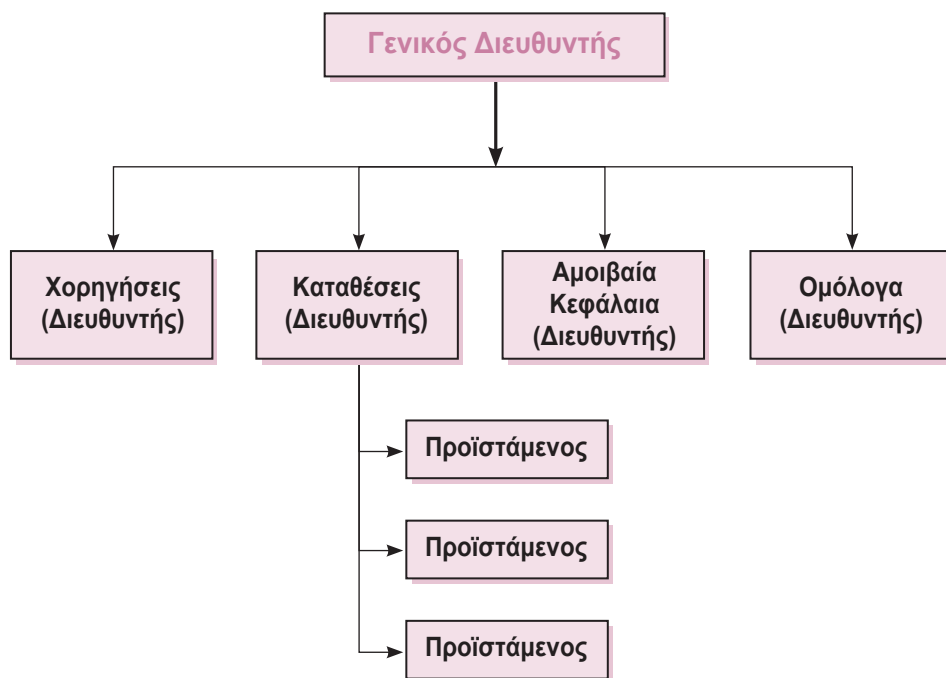 Γενικός Διευθυντής
Χορηγήσεις
(Διευθυντής)
Καταθέσεις
(Διευθυντής)
Αμοιβαία
Κεφάλαια
(Διευθυντής)
Ομόλογα
(Διευθυντής)
Προϊστάμενος
Προϊστάμενος
Προϊστάμενος